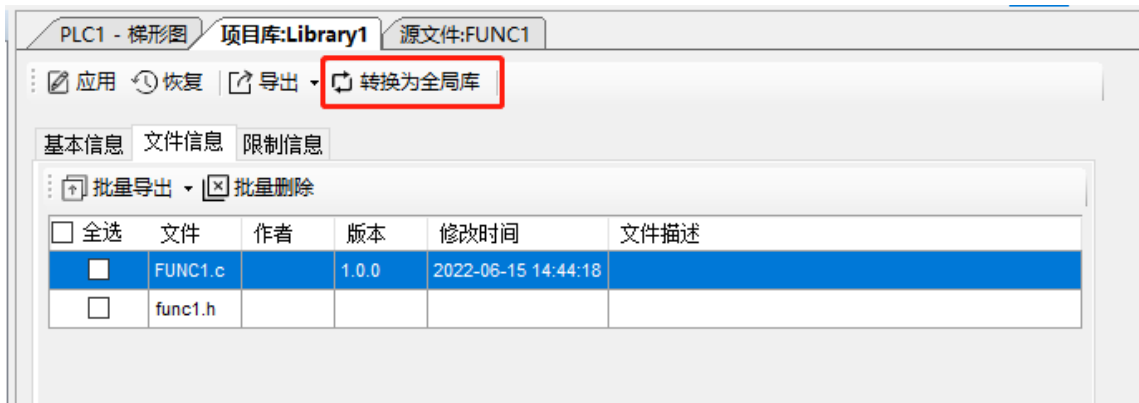 PLC1 - 梯形图 项目库:Library1 源文件:FUNC1
应用 恢复 导出 转换为全局库
基本信息 文件信息 限制信息
批量导出 批量删除
全选 文件 作者 版本 修改时间 文件描述
FUNC1.c 1.0.0 2022-06-15 14:44:18
func1.h